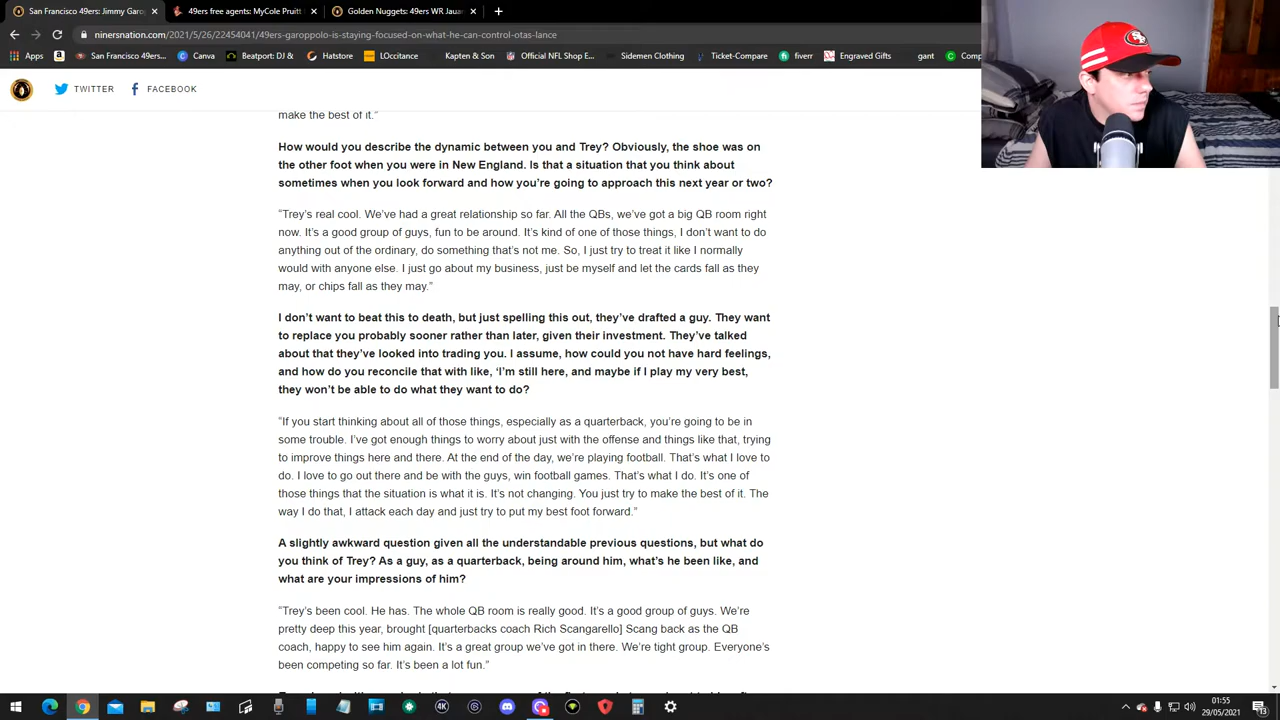 San Francisco 49ers: Jimmy Garo
49ers free agents: MyCole Pruitt
Golden Nuggets: 49ers WR Jauan
ninersnation.com/2021/5/26/22454041/49ers-garoppolo-is-staying-focused-on-what-he-can-control-otas-lance
Apps
San Francisco 49ers...
Canva
Beatport: DJ &
Hatstore
LOccitance
Kapten & Son
Official NFL Shop E...
Sidemen Clothing
Ticket-Compare
fiverr
Engraved Gifts
gant
Comp
TWITTER
FACEBOOK
make the best of it.”
How would you describe the dynamic between you and Trey? Obviously, the shoe was on
the other foot when you were in New England. Is that a situation that you think about
sometimes when you look forward and how you’re going to approach this next year or two?
“Trey’s real cool. We’ve had a great relationship so far. All the QBs, we’ve got a big QB room right
now. It’s a good group of guys, fun to be around. It’s kind of one of those things, I don’t want to do
anything out of the ordinary, do something that’s not me. So, I just try to treat it like I normally
would with anyone else. I just go about my business, just be myself and let the cards fall as they
may, or chips fall as they may.”
I don’t want to beat this to death, but just spelling this out, they’ve drafted a guy. They want
to replace you probably sooner rather than later, given their investment. They’ve talked
about that they’ve looked into trading you. I assume, how could you not have hard feelings,
and how do you reconcile that with like, ‘I’m still here, and maybe if I play my very best,
they won’t be able to do what they want to do?
“If you start thinking about all of those things, especially as a quarterback, you’re going to be in
some trouble. I’ve got enough things to worry about just with the offense and things like that, trying
to improve things here and there. At the end of the day, we’re playing football. That’s what I love to
do. I love to go out there and be with the guys, win football games. That’s what I do. It’s one of
those things that the situation is what it is. It’s not changing. You just try to make the best of it. The
way I do that, I attack each day and just try to put my best foot forward.”
A slightly awkward question given all the understandable previous questions, but what do
you think of Trey? As a guy, as a quarterback, being around him, what’s he been like, and
what are your impressions of him?
“Trey’s been cool. He has. The whole QB room is really good. It’s a good group of guys. We’re
pretty deep this year, brought [quarterbacks coach Rich Scangarello] Scang back as the QB
coach, happy to see him again. It’s a great group we’ve got in there. We’re tight group. Everyone’s
been competing so far. It’s been a lot of fun.”
4K
01:55
29/05/2021
13